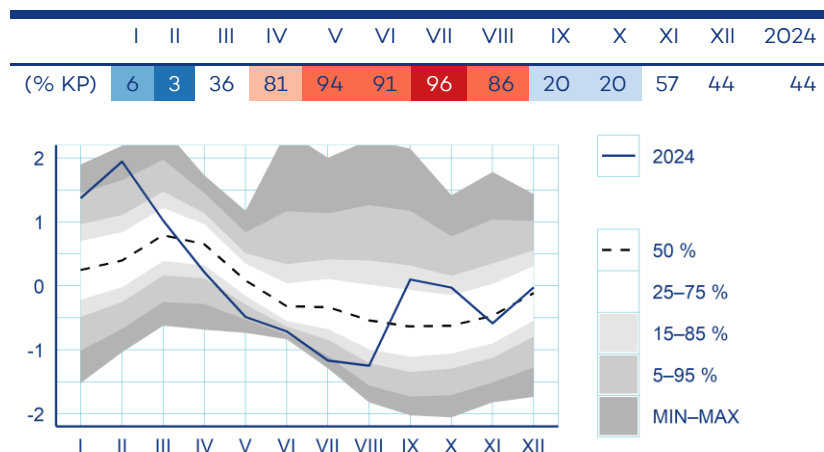 I II III IV V VI VII VIII IX X XI XII 2024
(% KP) 6 3 36 81 94 91 96 86 20 20 57 44 44
2
1
0
-1
-2
I II III IV V VI VII VIII IX X XI XII
2024
50 %
25–75 %
15–85 %
5–95 %
MIN–MAX